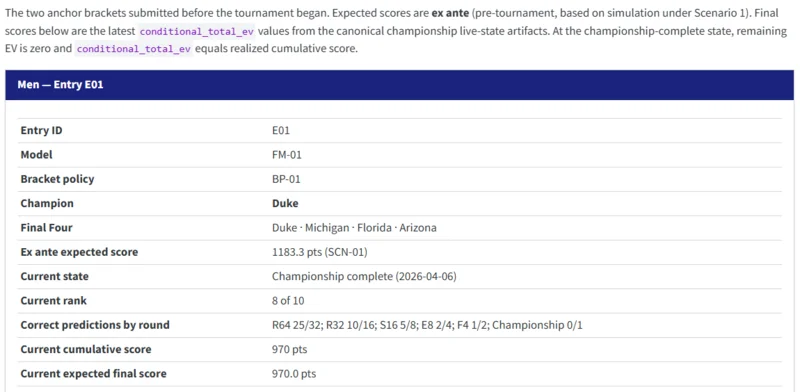 The two anchor brackets submitted before the tournament began. Expected scores are ex ante (pre-tournament, based on simulation under Scenario 1). Final
scores below are the latest conditional_total_ev values from the canonical championship live-state artifacts. At the championship-complete state, remaining
EV is zero and conditional_total_ev equals realized cumulative score.
Men — Entry E01
Entry ID E01
Model FM-01
Bracket policy BP-01
Champion Duke
Final Four Duke · Michigan · Florida · Arizona
Ex ante expected score 1183.3 pts (SCN-01)
Current state Championship complete (2026-04-06)
Current rank 8 of 10
Correct predictions by round R64 25/32; R32 10/16; S16 5/8; E8 2/4; F4 1/2; Championship 0/1
Current cumulative score 970 pts
Current expected final score 970.0 pts